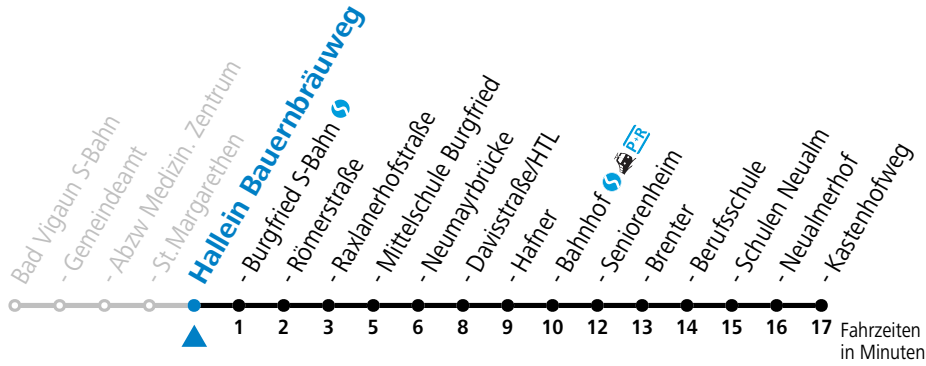 Bad Vigaun S-Bahn
- Gemeindeamt
- Abzw Medizin. Zentrum
- St.Margarethen
Hallein Bauernbräuweg
- Burgfried S-Bahn
- Römerstraße
- Raxlanerhofstraße
- Mittelschule Burgfried
- Neumayrbrücke
- Davisstraße/HTL
- Hafner
- Bahnhof P+R
- Seniorenheim
- Brenter
- Berufsschule
- Schulen Neualm
- Neualmerhof
- Kastenhofweg
1 2 3 5 6 8 9 10 12 13 14 15 16 17 Fahrzeiten
in Minuten